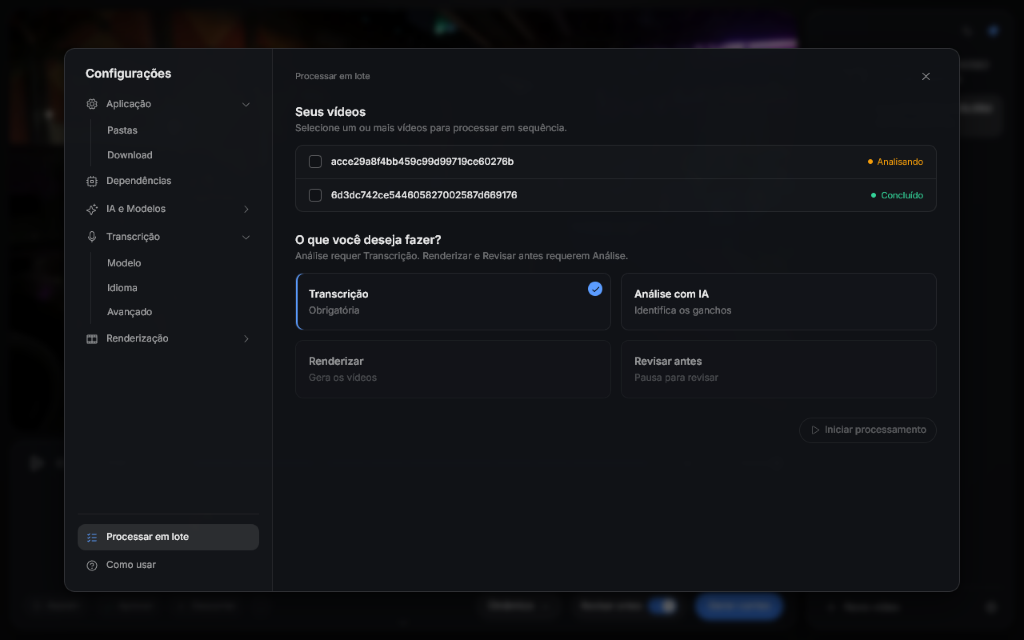 Configurações
Aplicação
Pastas
Download
Dependências
IA e Modelos
Transcrição
Modelo
Idioma
Avançado
Renderização
Processar em lote
Como usar
Processar em lote
Seus vídeos
Selecione um ou mais vídeos para processar em sequência.
acce29a8f4bb459c99d99719ce60276b
Analisando
6d3dc742ce544605827002587d669176
Concluído
O que você deseja fazer?
Análise requer Transcrição. Renderizar e Revisar antes requerem Análise.
Transcrição
Obrigatória
Análise com IA
Identifica os ganchos
Renderizar
Gera os vídeos
Revisar antes
Pausa para revisar
Iniciar processamento